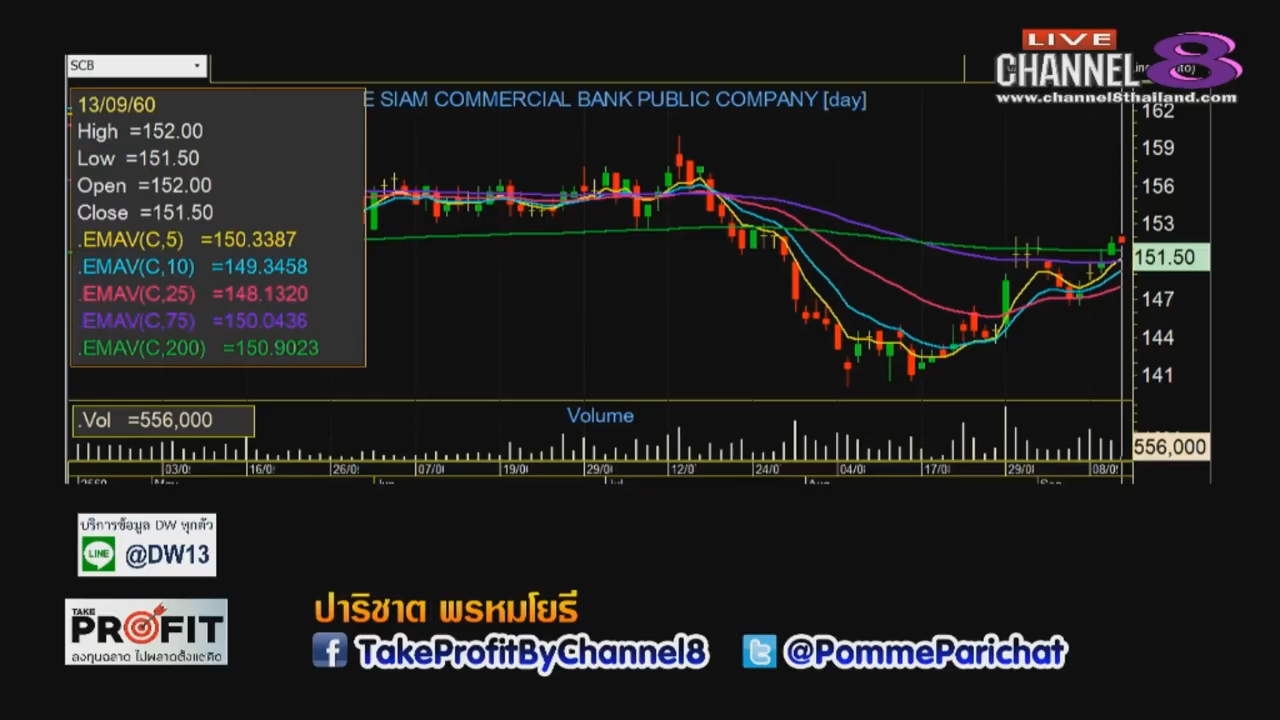 SCB
LIVE
CHANNEL 8
www.channel8thailand.com
E SIAM COMMERCIAL BANK PUBLIC COMPANY [day]
13/09/60
High =152.00
Low =151.50
Open =152.00
Close =151.50
.EMAV(C,5) =150.3387
.EMAV(C,10) =149.3458
.EMAV(C,25) =148.1320
.EMAV(C,75) =150.0436
.EMAV(C,200) =150.9023
162
159
156
153
151.50
147
144
141
.Vol =556,000
Volume
556,000
03/0 16/0 26/0 07/0 19/0 29/0 12/0 24/0 04/0 17/0 29/0 08/0
บริการข้อมูล DW ทุกตัว
LINE @DW13
TAKE
PROFIT
ลงทุนฉลาด ไม่พลาดตั้งแต่คิด
ปาริชาต พรหมโยธี
f TakeProfitByChannel8
t @PommeParichat